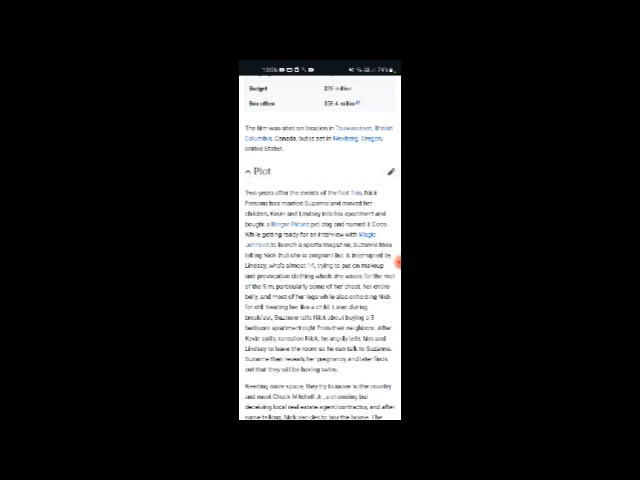 Budget $28 million
Box office $58.4 million
The film was shot on location in Tsawwassen, British
Columbia, Canada, but is set in Newberg, Oregon,
United States.
Plot
Two years after the events of the first film, Nick
Persons has married Suzanne and moved her
children, Kevin and Lindsey into his apartment and
bought a Berger Picard pet dog and named it Coco.
While getting ready for an interview with Magic
Johnson to launch a sports magazine, Suzanne tries
telling Nick that she is pregnant but is interrupted by
Lindsey, who's almost 14, trying to put on makeup
and provocative clothing which she wears for the rest
of the film, particularly some of her chest, her entire
belly, and most of her legs while also criticizing Nick
for still treating her like a child. Later, during
breakfast, Suzanne tells Nick about buying a 3
bedroom apartment right from their neighbors. After
Kevin spills cereal on Nick, he angrily tells him and
Lindsey to leave the room so he can talk to Suzanne.
Suzanne then reveals her pregnancy, and later finds
out that they will be having twins.
Needing more space, they try to move to the country
and meet Chuck Mitchell Jr., a charming but
deceiving local real estate agent/contractor, and after
some talking, Nick decides to buy the house. The